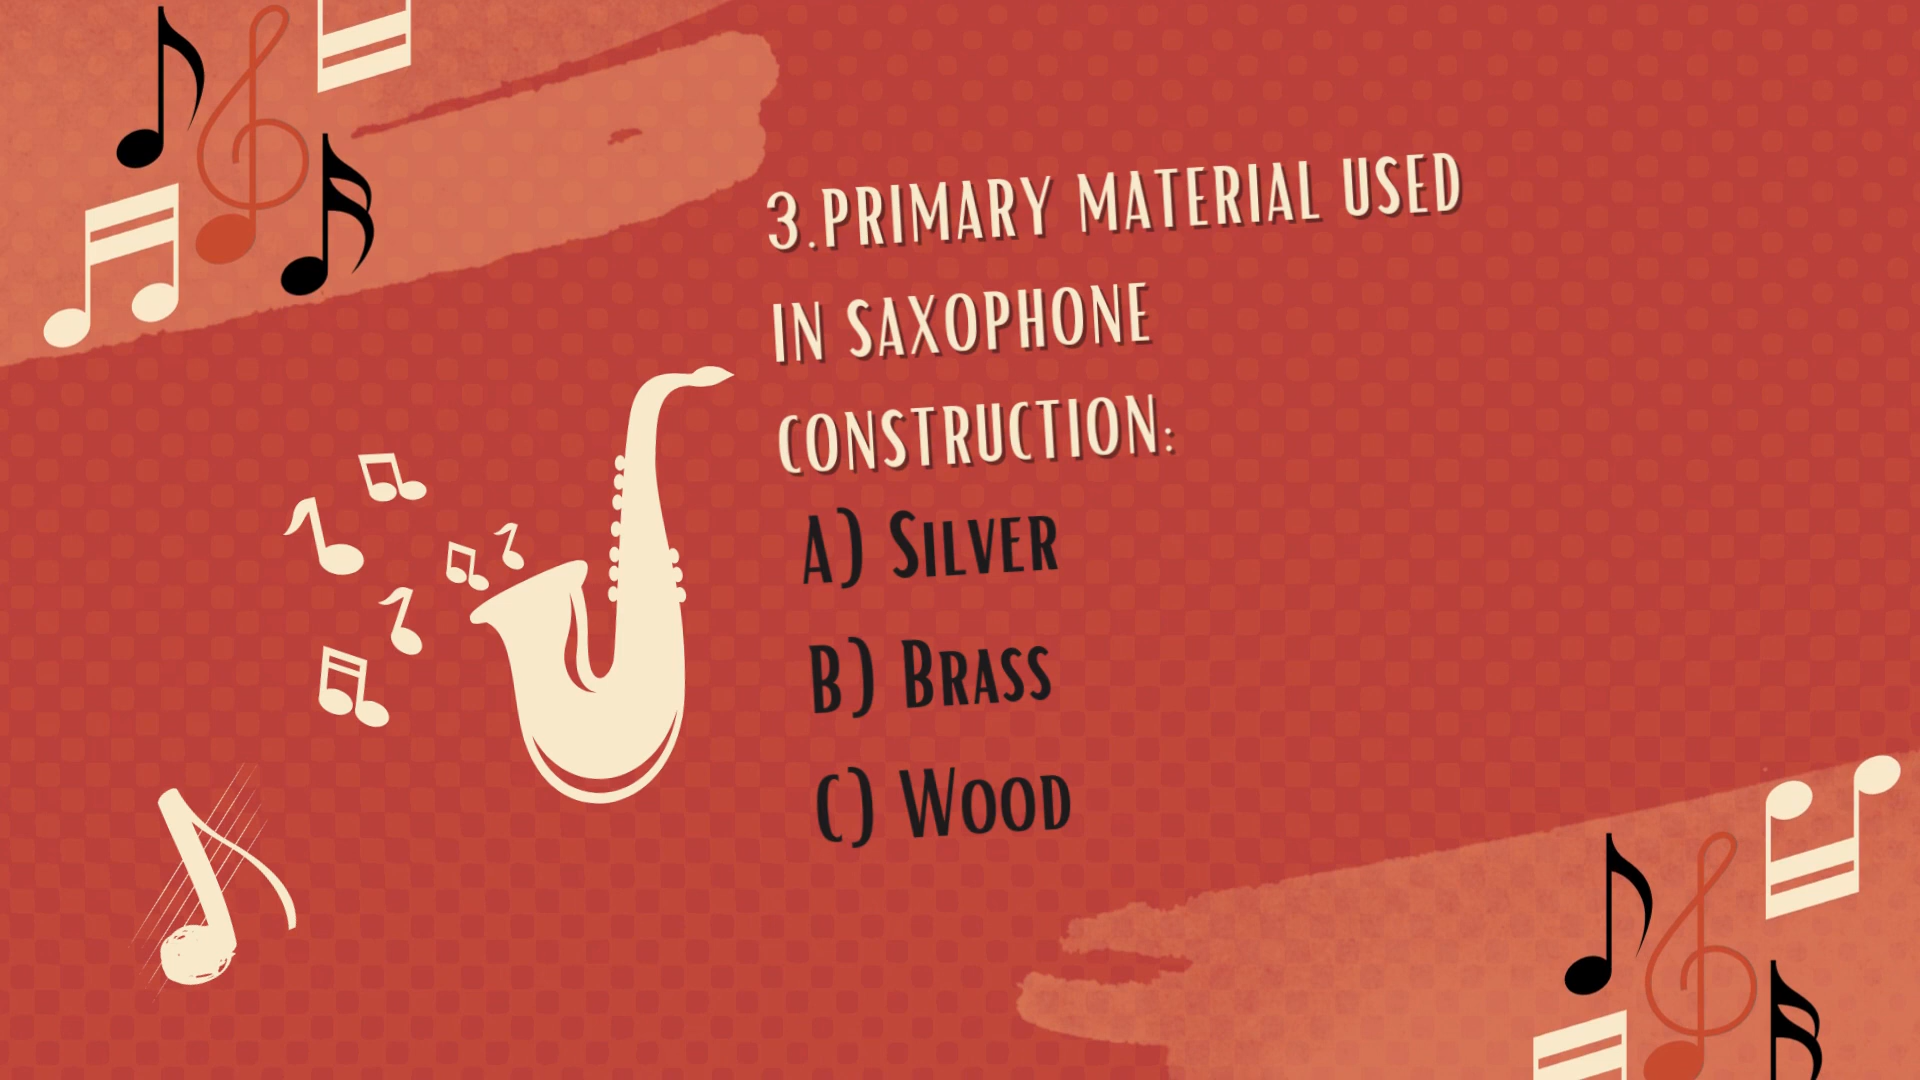 3.PRIMARY MATERIAL USED
IN SAXOPHONE
CONSTRUCTION:
A) SILVER
B) BRASS
C) WOOD